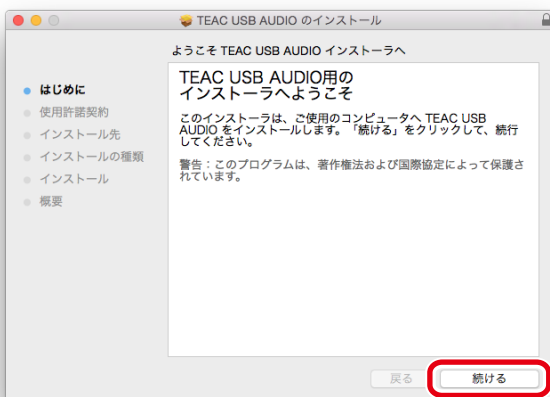 TEAC USB AUDIO のインストール
ようこそ TEAC USB AUDIO インストーラへ
はじめに
使用許諾契約
インストール先
インストールの種類
インストール
概要
TEAC USB AUDIO用の
インストーラへようこそ
このインストーラは、ご使用のコンピュータへ TEAC USB
AUDIO をインストールします。「続ける」をクリックして、続行
してください。
警告：このプログラムは、著作権法および国際協定によって保護さ
れています。
戻る
続ける